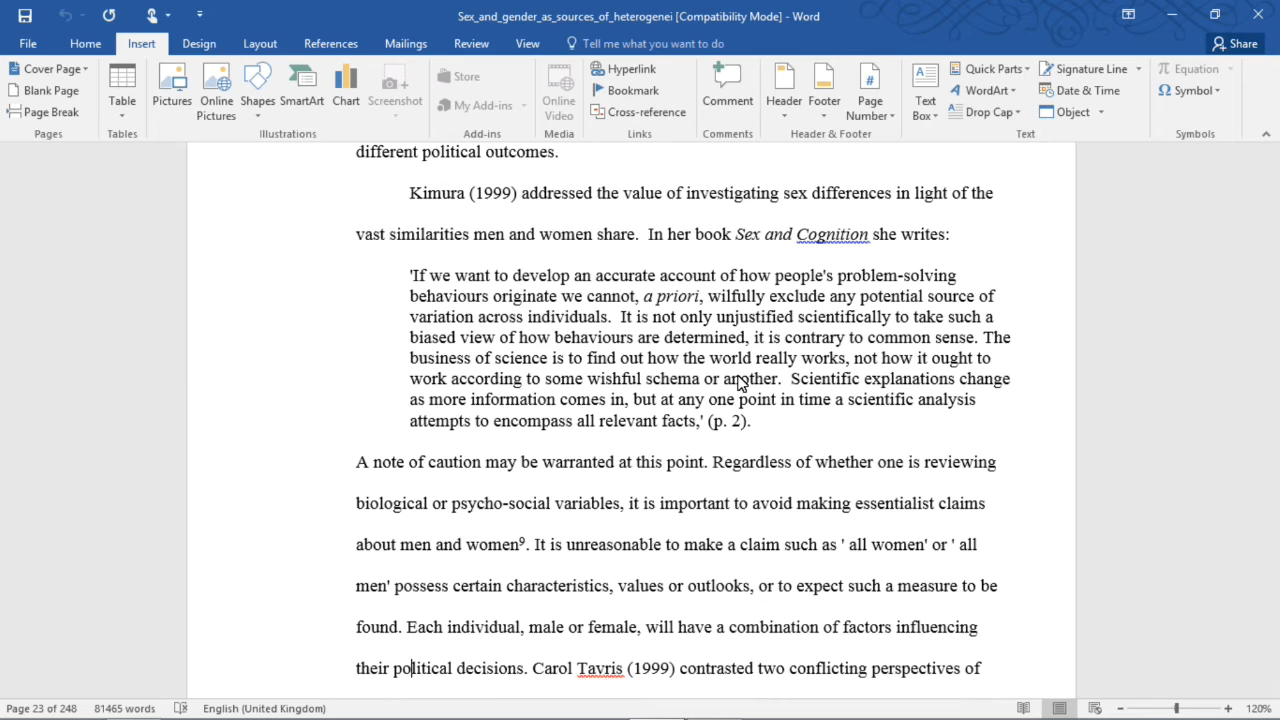 Sex_and_gender_as_sources_of_heterogenei [Compatibility Mode] - Word
File Home Insert Design Layout References Mailings Review View Tell me what you want to do Share
Cover Page
Blank Page
Page Break
Pages
Table
Tables
Pictures
Online Pictures
Shapes
SmartArt
Chart
Screenshot
Illustrations
Store
My Add-ins
Add-ins
Online Video
Media
Hyperlink
Bookmark
Cross-reference
Links
Comment
Comments
Header
Footer
Page Number
Header & Footer
Text Box
Quick Parts
WordArt
Drop Cap
Signature Line
Date & Time
Object
Text
Equation
Symbol
Symbols
different political outcomes.
Kimura (1999) addressed the value of investigating sex differences in light of the
vast similarities men and women share.  In her book Sex and Cognition she writes:
'If we want to develop an accurate account of how people's problem-solving
behaviours originate we cannot, a priori, wilfully exclude any potential source of
variation across individuals.  It is not only unjustified scientifically to take such a
biased view of how behaviours are determined, it is contrary to common sense. The
business of science is to find out how the world really works, not how it ought to
work according to some wishful schema or another.  Scientific explanations change
as more information comes in, but at any one point in time a scientific analysis
attempts to encompass all relevant facts,' (p. 2).
A note of caution may be warranted at this point. Regardless of whether one is reviewing
biological or psycho-social variables, it is important to avoid making essentialist claims
about men and women⁹. It is unreasonable to make a claim such as ' all women' or ' all
men' possess certain characteristics, values or outlooks, or to expect such a measure to be
found. Each individual, male or female, will have a combination of factors influencing
their political decisions. Carol Tavris (1999) contrasted two conflicting perspectives of
Page 23 of 248 81465 words English (United Kingdom) 120%